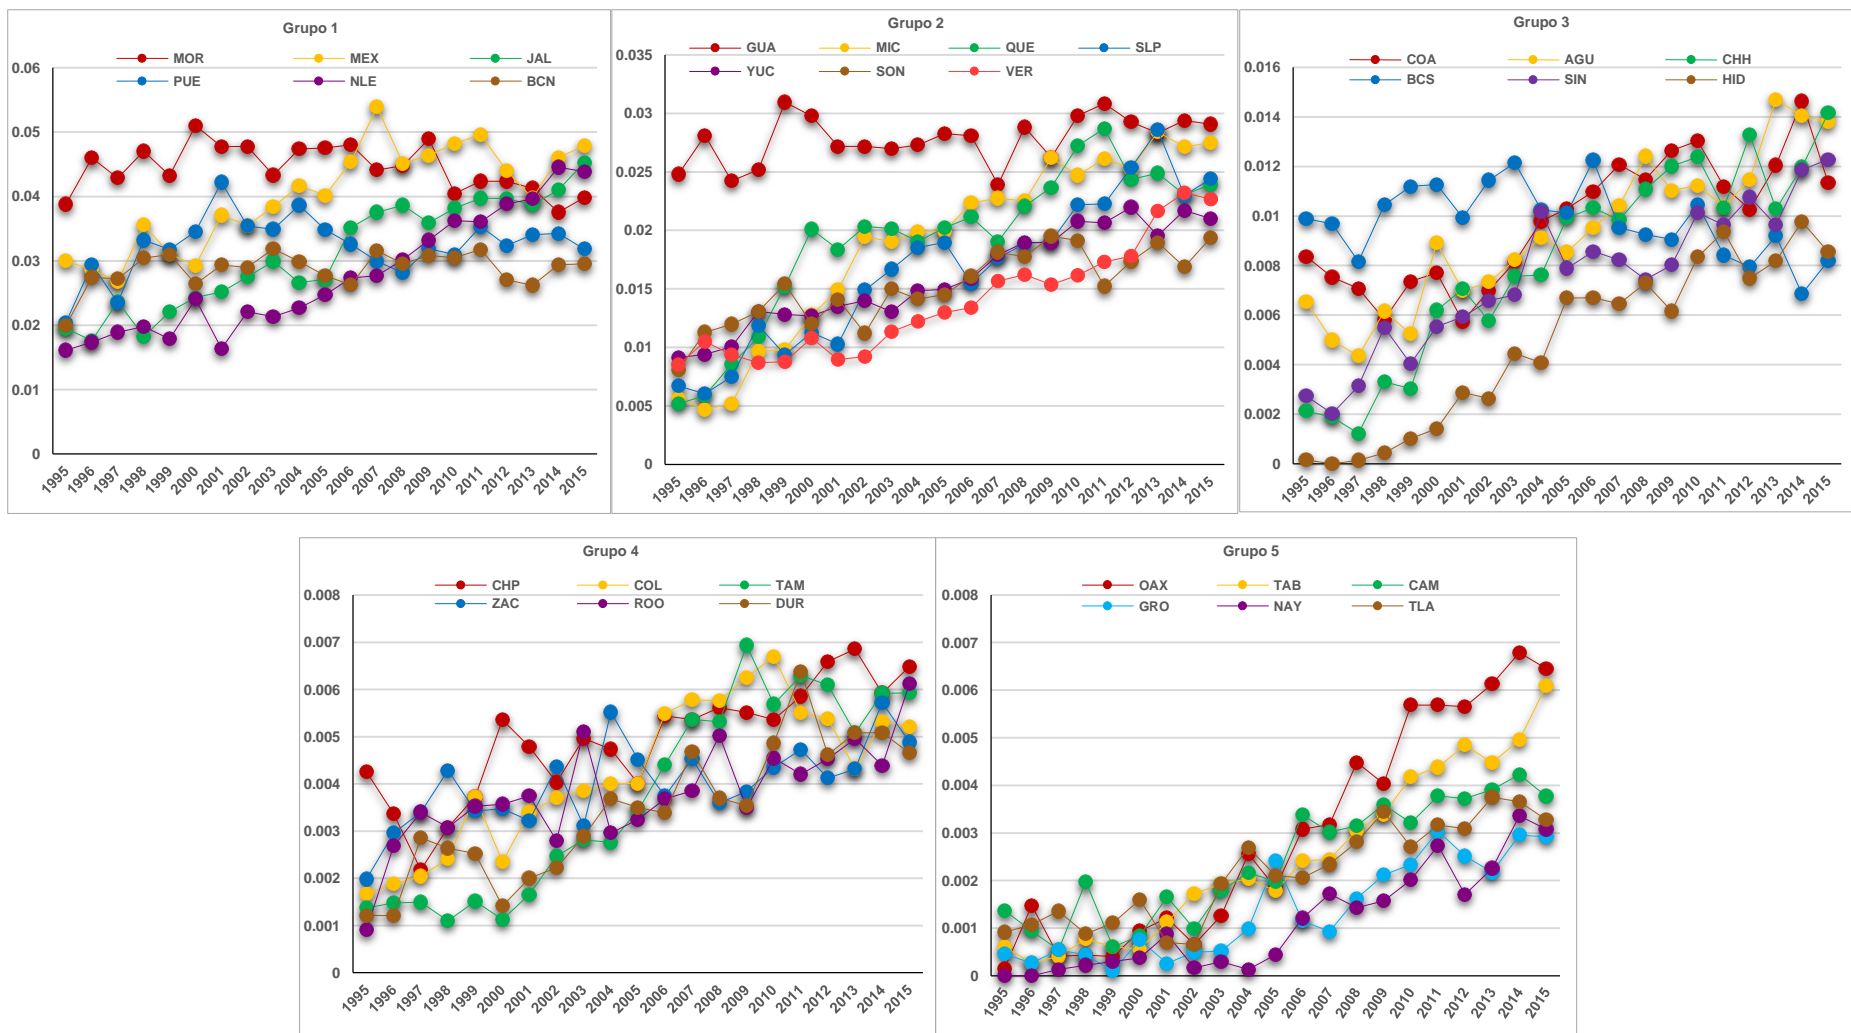 Grupo 1
MOR MEX JAL
PUE NLE BCN
0.06
0.05
0.04
0.03
0.02
0.01
0
1995 1996 1997 1998 1999 2000 2001 2002 2003 2004 2005 2006 2007 2008 2009 2010 2011 2012 2013 2014 2015
Grupo 2
GUA MIC QUE SLP
YUC SON VER
0.035
0.03
0.025
0.02
0.015
0.01
0.005
0
1995 1996 1997 1998 1999 2000 2001 2002 2003 2004 2005 2006 2007 2008 2009 2010 2011 2012 2013 2014 2015
Grupo 3
COA AGU CHH
BCS SIN HID
0.016
0.014
0.012
0.01
0.008
0.006
0.004
0.002
0
1995 1996 1997 1998 1999 2000 2001 2002 2003 2004 2005 2006 2007 2008 2009 2010 2011 2012 2013 2014 2015
Grupo 4
CHP COL TAM
ZAC ROO DUR
0.008
0.007
0.006
0.005
0.004
0.003
0.002
0.001
0
1995 1996 1997 1998 1999 2000 2001 2002 2003 2004 2005 2006 2007 2008 2009 2010 2011 2012 2013 2014 2015
Grupo 5
OAX TAB CAM
GRO NAY TLA
0.008
0.007
0.006
0.005
0.004
0.003
0.002
0.001
0
1995 1996 1997 1998 1999 2000 2001 2002 2003 2004 2005 2006 2007 2008 2009 2010 2011 2012 2013 2014 2015